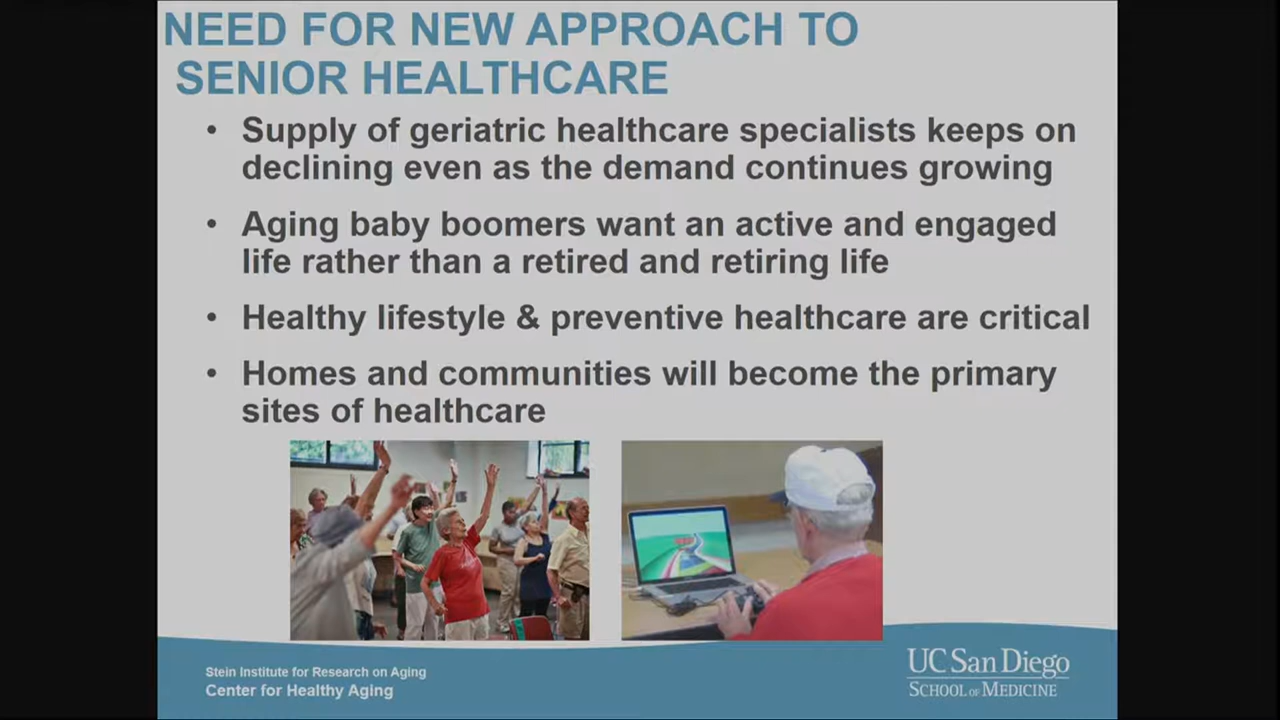 NEED FOR NEW APPROACH TO
SENIOR HEALTHCARE
• Supply of geriatric healthcare specialists keeps on
declining even as the demand continues growing
• Aging baby boomers want an active and engaged
life rather than a retired and retiring life
• Healthy lifestyle & preventive healthcare are critical
• Homes and communities will become the primary
sites of healthcare
Stein Institute for Research on Aging
Center for Healthy Aging
UC San Diego
SCHOOL OF MEDICINE